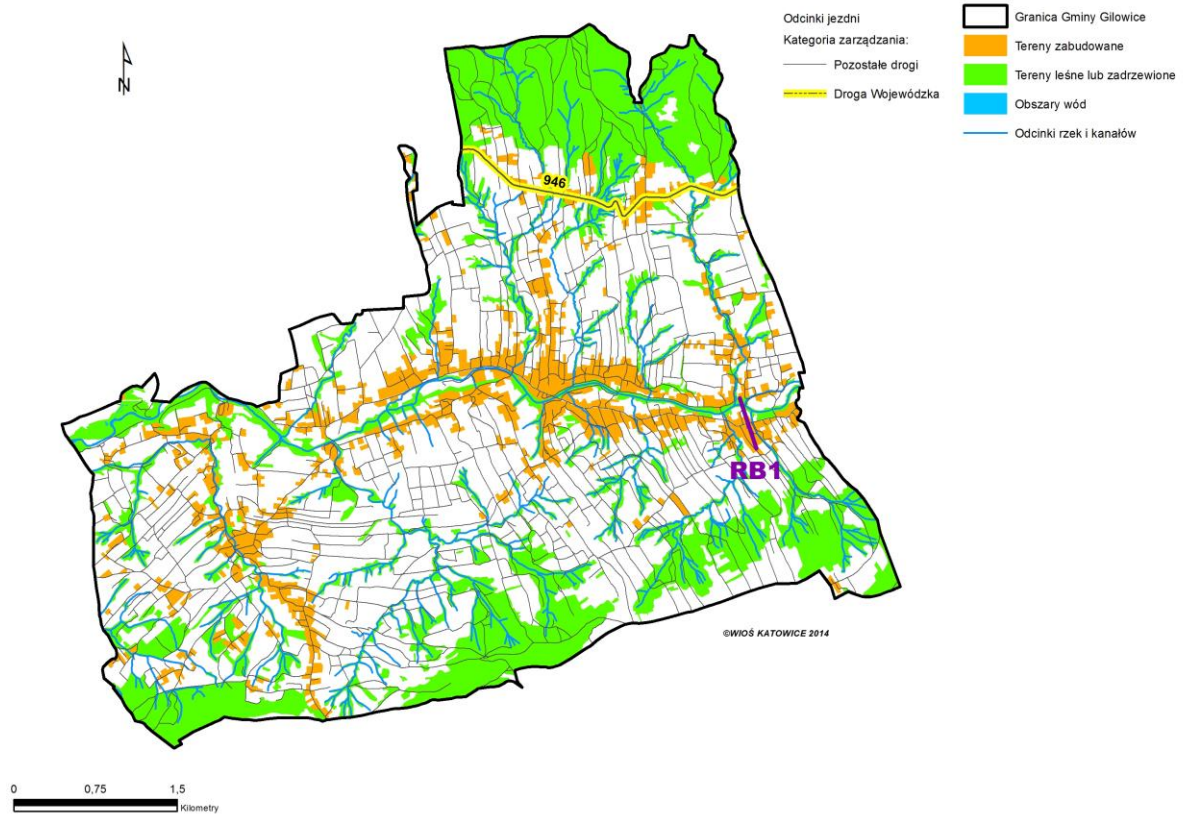 Odcinki jezdni
Kategoria zarządzania:
Pozostałe drogi
Droga Wojewódzka
Granica Gminy Gilowice
Tereny zabudowane
Tereny leśne lub zadrzewione
Obszary wód
Odcinki rzek i kanałów
N
946
RB1
©WIOŚ KATOWICE 2014
0 0,75 1,5
Kilometry